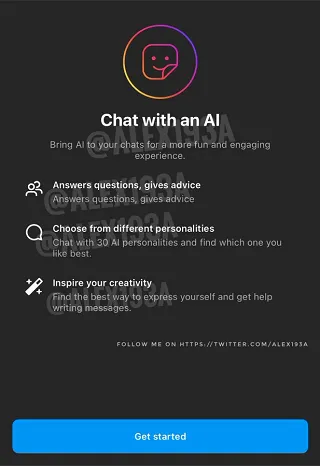 Chat with an AI
Bring AI to your chats for a more fun and engaging
experience.
@ALEX193A
Answers questions, gives advice
Answers questions, gives advice
@ALEX193A
Choose from different personalities
Chat with 30 AI personalities and find which one you
like best.
@ALEX193A
Inspire your creativity
Find the best way to express yourself and get help
writing messages.
@ALEX193A
FOLLOW ME ON HTTPS://TWITTER.COM/ALEX193A
Get started